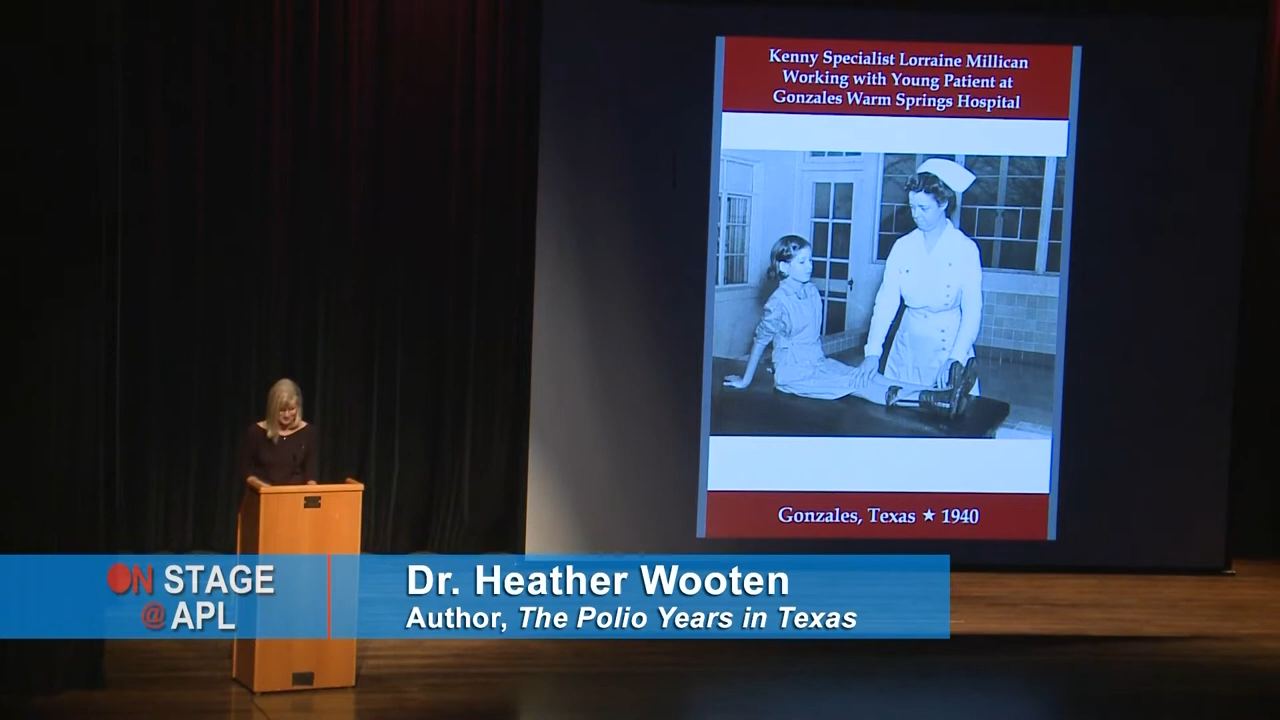 Kenny Specialist Lorraine Millican
Working with Young Patient at
Gonzales Warm Springs Hospital
Gonzales, Texas ★ 1940
ON STAGE
@ APL
Dr. Heather Wooten
Author, The Polio Years in Texas